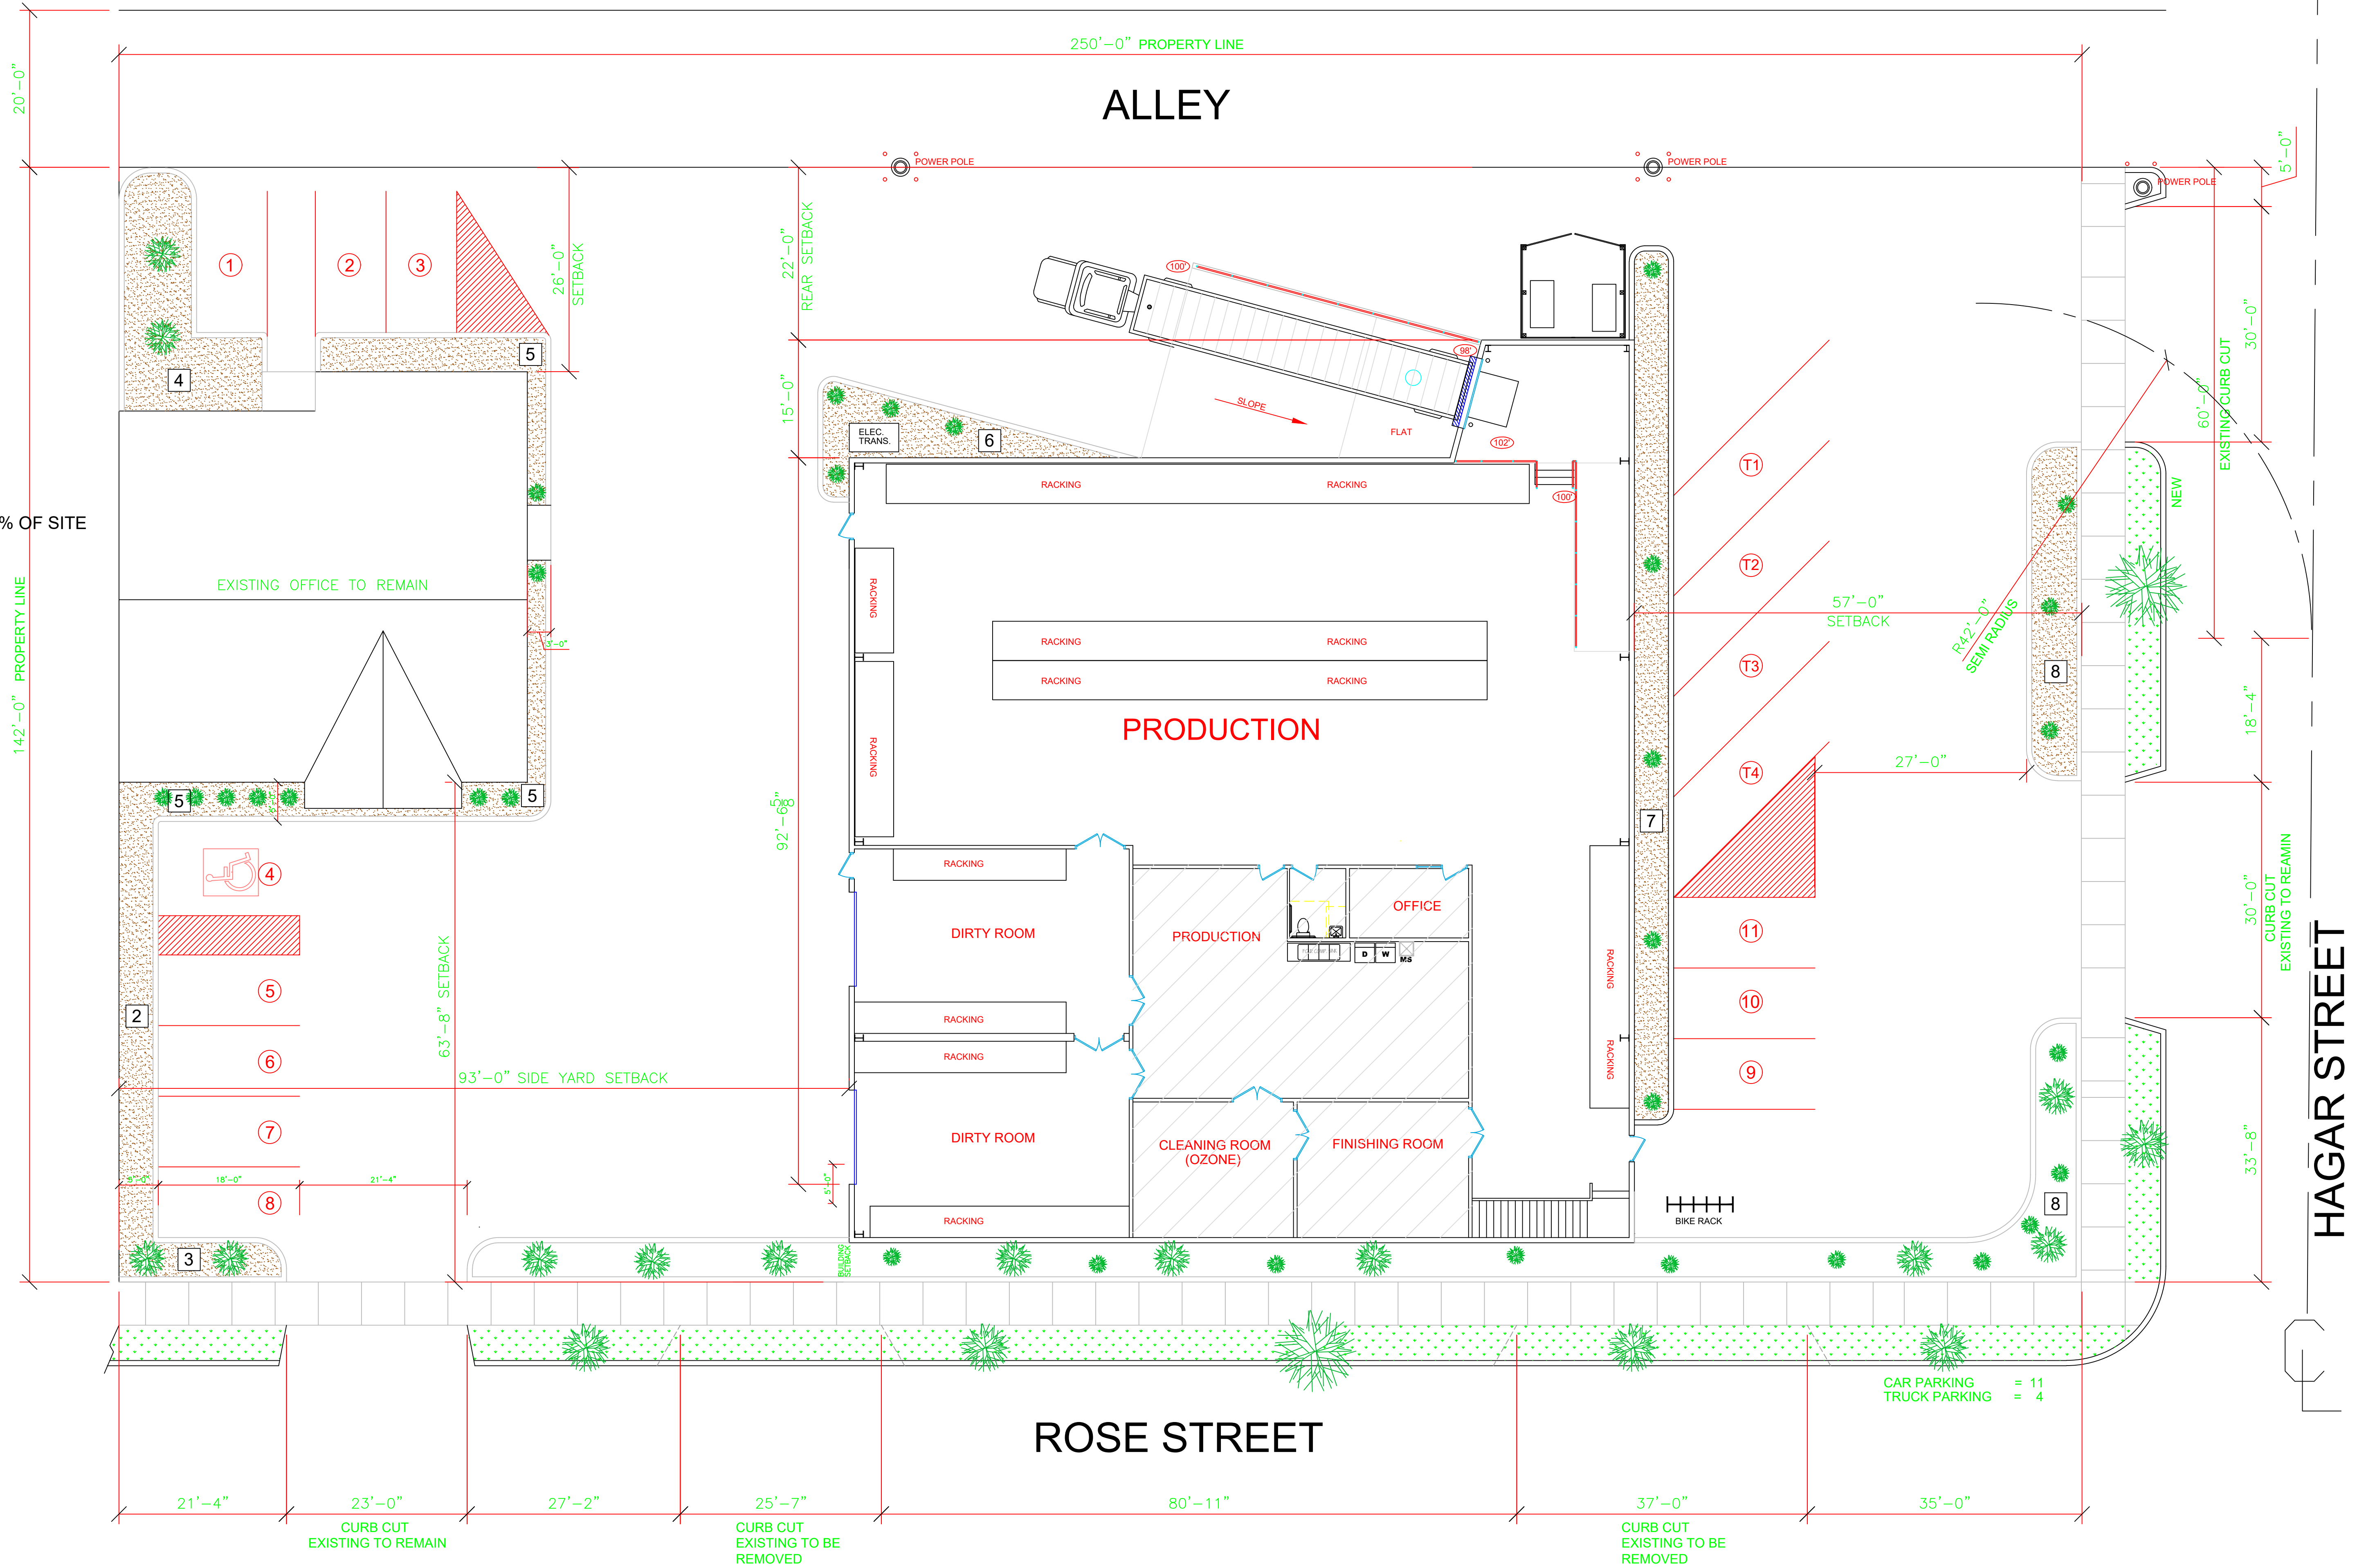 250'-0" PROPERTY LINE
ALLEY
20'-0"
5'-0"
POWER POLE
POWER POLE
POWER POLE
1
2
3
26'-0"
SETBACK
22'-0"
REAR SETBACK
100'
98'
30'-0"
60'-0"
EXISTING CURB CUT
5
4
15'-0"
SLOPE
FLAT
102'
100'
ELEC.
TRANS.
6
T1
T2
T3
T4
NEW
% OF SITE
142'-0" PROPERTY LINE
EXISTING OFFICE TO REMAIN
3'-0"
RACKING
RACKING
RACKING
RACKING
RACKING
RACKING
RACKING
RACKING
PRODUCTION
57'-0"
SETBACK
R42'-0"
SEMI RADIUS
8
18'-4"
27'-0"
92'-6 5/8"
5
5
7
4
RACKING
DIRTY ROOM
PRODUCTION
OFFICE
D
W
MS
RACKING
RACKING
11
10
9
30'-0"
CURB CUT
EXISTING TO REAMIN
HAGAR STREET
2
5
6
7
8
63'-8" SETBACK
93'-0" SIDE YARD SETBACK
RACKING
RACKING
DIRTY ROOM
CLEANING ROOM
(OZONE)
FINISHING ROOM
33'-8"
18'-0"
21'-4"
5'-0"
RACKING
BIKE RACK
8
3
BUILDING
SETBACK
CAR PARKING = 11
TRUCK PARKING = 4
ROSE STREET
21'-4"
23'-0"
27'-2"
25'-7"
80'-11"
37'-0"
35'-0"
CURB CUT
EXISTING TO REMAIN
CURB CUT
EXISTING TO BE
REMOVED
CURB CUT
EXISTING TO BE
REMOVED